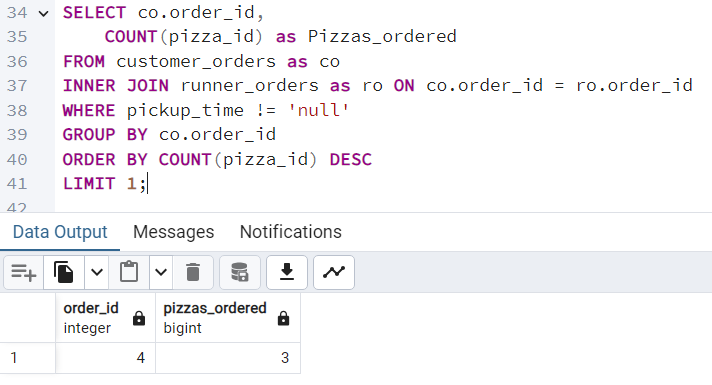 34 SELECT co.order_id,
35 COUNT(pizza_id) as Pizzas_ordered
36 FROM customer_orders as co
37 INNER JOIN runner_orders as ro ON co.order_id = ro.order_id
38 WHERE pickup_time != 'null'
39 GROUP BY co.order_id
40 ORDER BY COUNT(pizza_id) DESC
41 LIMIT 1;
42
Data Output Messages Notifications
order_id pizzas_ordered
integer bigint
1 4 3